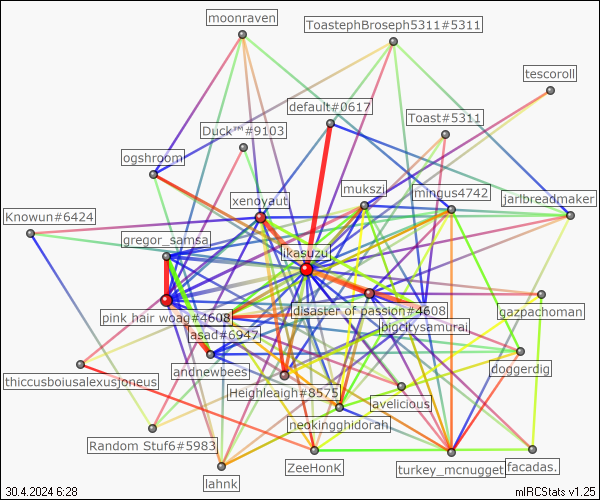 moonraven
ToastephBroseph5311#5311
tescoroll
default#0617
Toast#5311
Duck™#9103
ogshroom
mukszi
mingus4742
jarlbreadmaker
xenoyaut
Knowun#6424
gregor_samsa
ikasuzu
gazpachoman
pink hair woag#4608
disaster of passion#4608
bigcitysamurai
asad#6947
doggerdig
andnewbees
thiccusboiusalexusjoneus
Heighleigh#8575
avelicious
neokingghidorah
Random Stuf6#5983
ZeeHonK
turkey_mcnugget
facadas.
lahnk
30.4.2024 6:28
mIRCStats v1.25